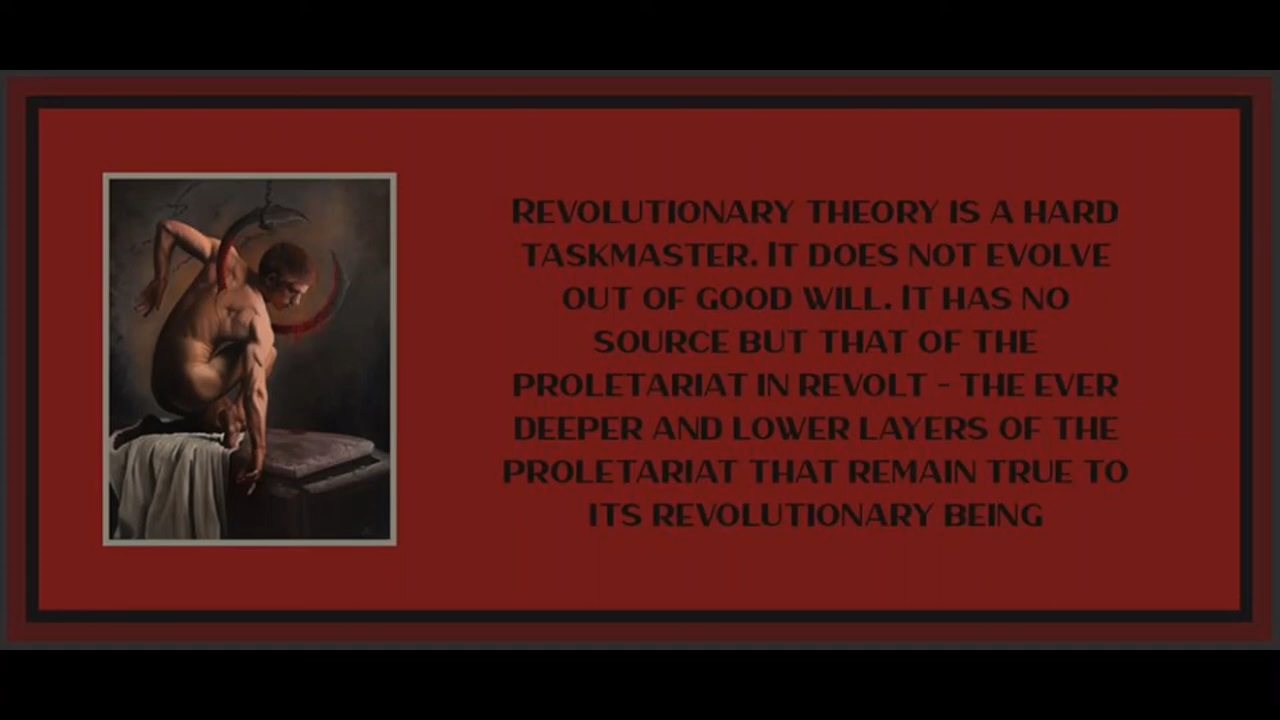 Revolutionary theory is a hard
taskmaster. It does not evolve
out of good will. It has no
source but that of the
proletariat in revolt - the ever
deeper and lower layers of the
proletariat that remain true to
its revolutionary being